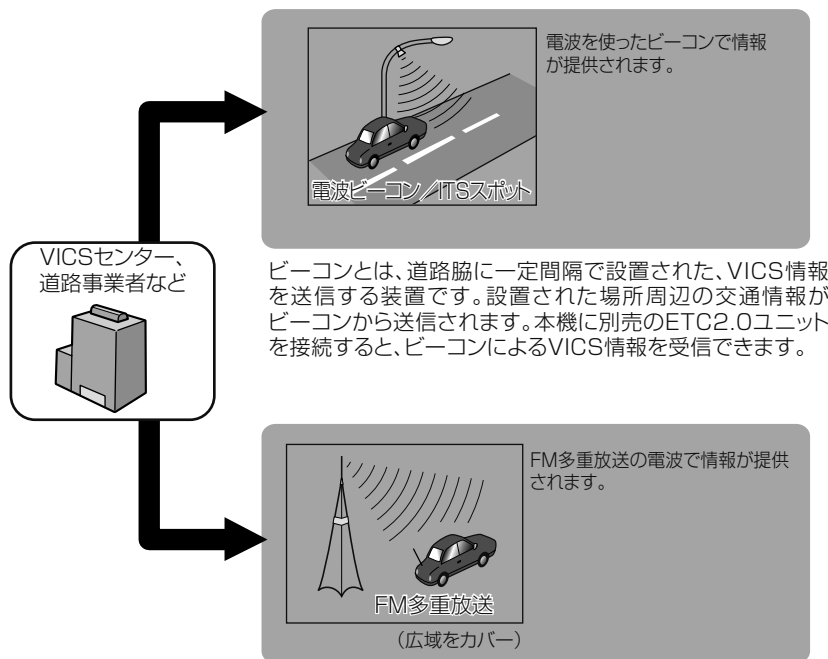 電波を使ったビーコンで情報
が提供されます。
電波ビーコン／ITSスポット
VICSセンター、
道路事業者など
ビーコンとは、道路脇に一定間隔で設置された、VICS情報
を送信する装置です。設置された場所周辺の交通情報が
ビーコンから送信されます。本機に別売のETC2.0ユニット
を接続すると、ビーコンによるVICS情報を受信できます。
FM多重放送の電波で情報が提供
されます。
FM多重放送
（広域をカバー）